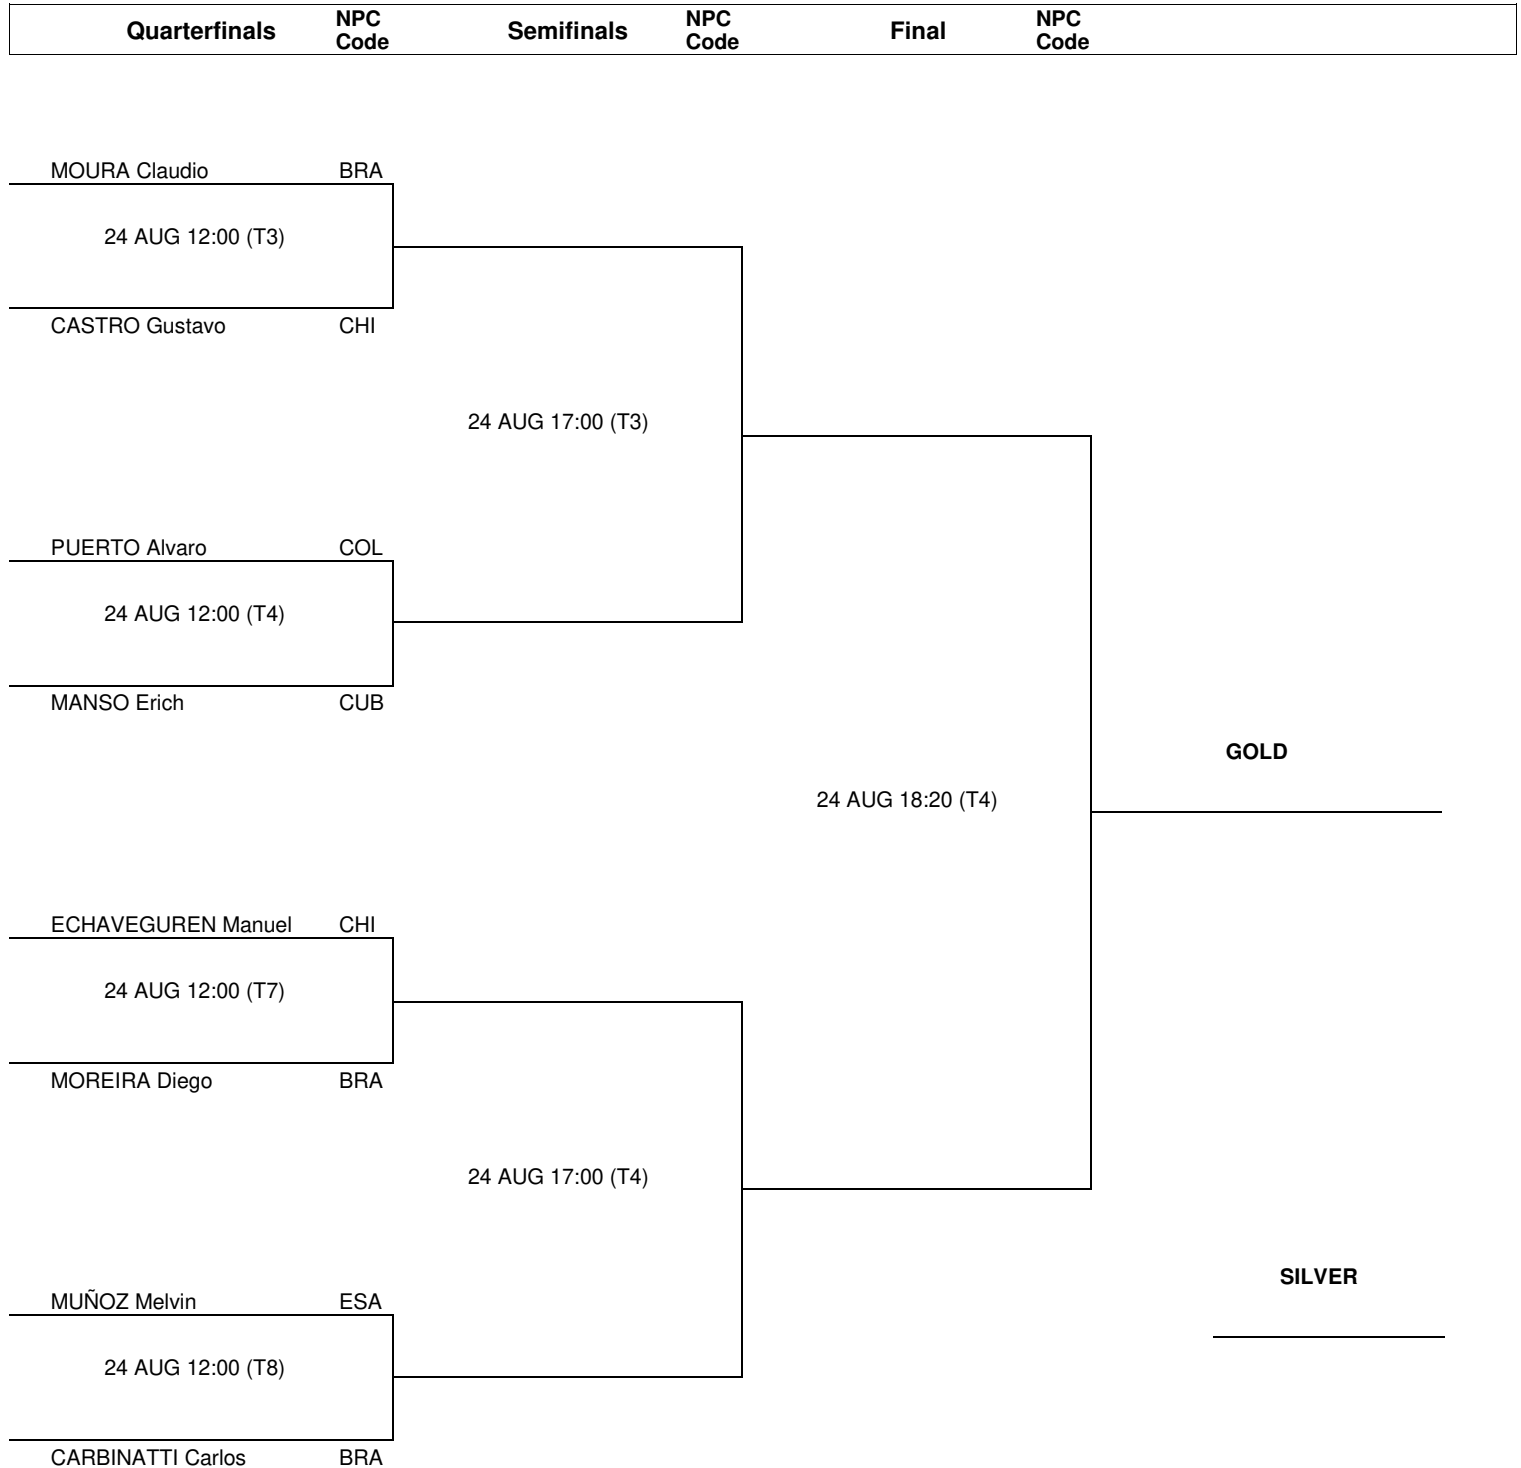 Quarterfinals NPC Code Semifinals NPC Code Final NPC Code
MOURA Claudio BRA
24 AUG 12:00 (T3)
CASTRO Gustavo CHI
24 AUG 17:00 (T3)
PUERTO Alvaro COL
24 AUG 12:00 (T4)
MANSO Erich CUB
GOLD
24 AUG 18:20 (T4)
ECHAVEGUREN Manuel CHI
24 AUG 12:00 (T7)
MOREIRA Diego BRA
24 AUG 17:00 (T4)
SILVER
MUÑOZ Melvin ESA
24 AUG 12:00 (T8)
CARBINATTI Carlos BRA